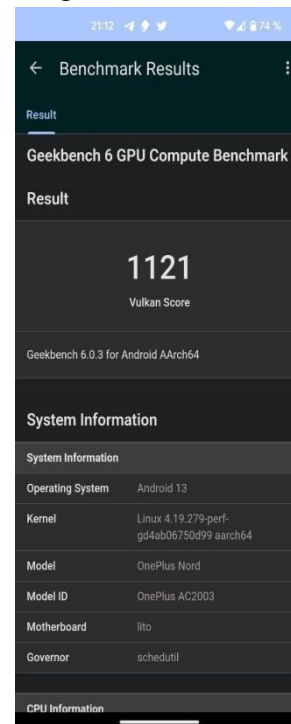 21:12 74 %
Benchmark Results
Result
Geekbench 6 GPU Compute Benchmark
Result
1121
Vulkan Score
Geekbench 6.0.3 for Android AArch64
System Information
System Information
Operating System Android 13
Kernel Linux 4.19.279-perf-
gd4ab06750d99 aarch64
Model OnePlus Nord
Model ID OnePlus AC2003
Motherboard lito
Governor schedutil
CPU Information